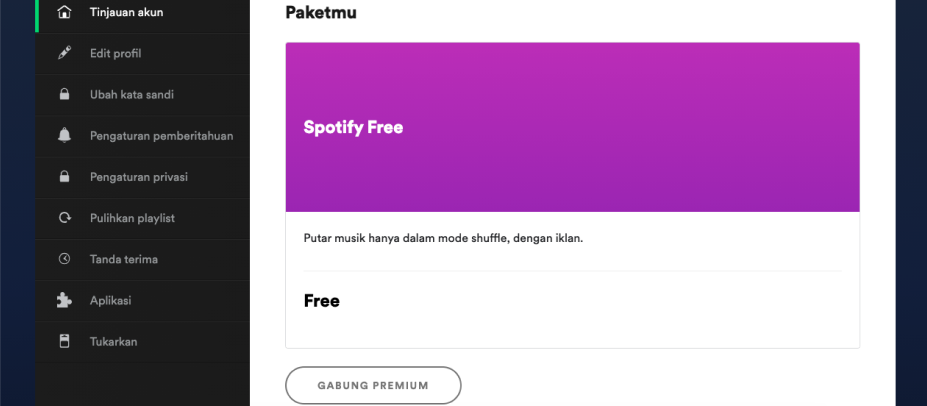 Tinjauan akun
Edit profil
Ubah kata sandi
Pengaturan pemberitahuan
Pengaturan privasi
Pulihkan playlist
Tanda terima
Aplikasi
Tukarkan
Paketmu
Spotify Free
Putar musik hanya dalam mode shuffle, dengan iklan.
Free
GABUNG PREMIUM